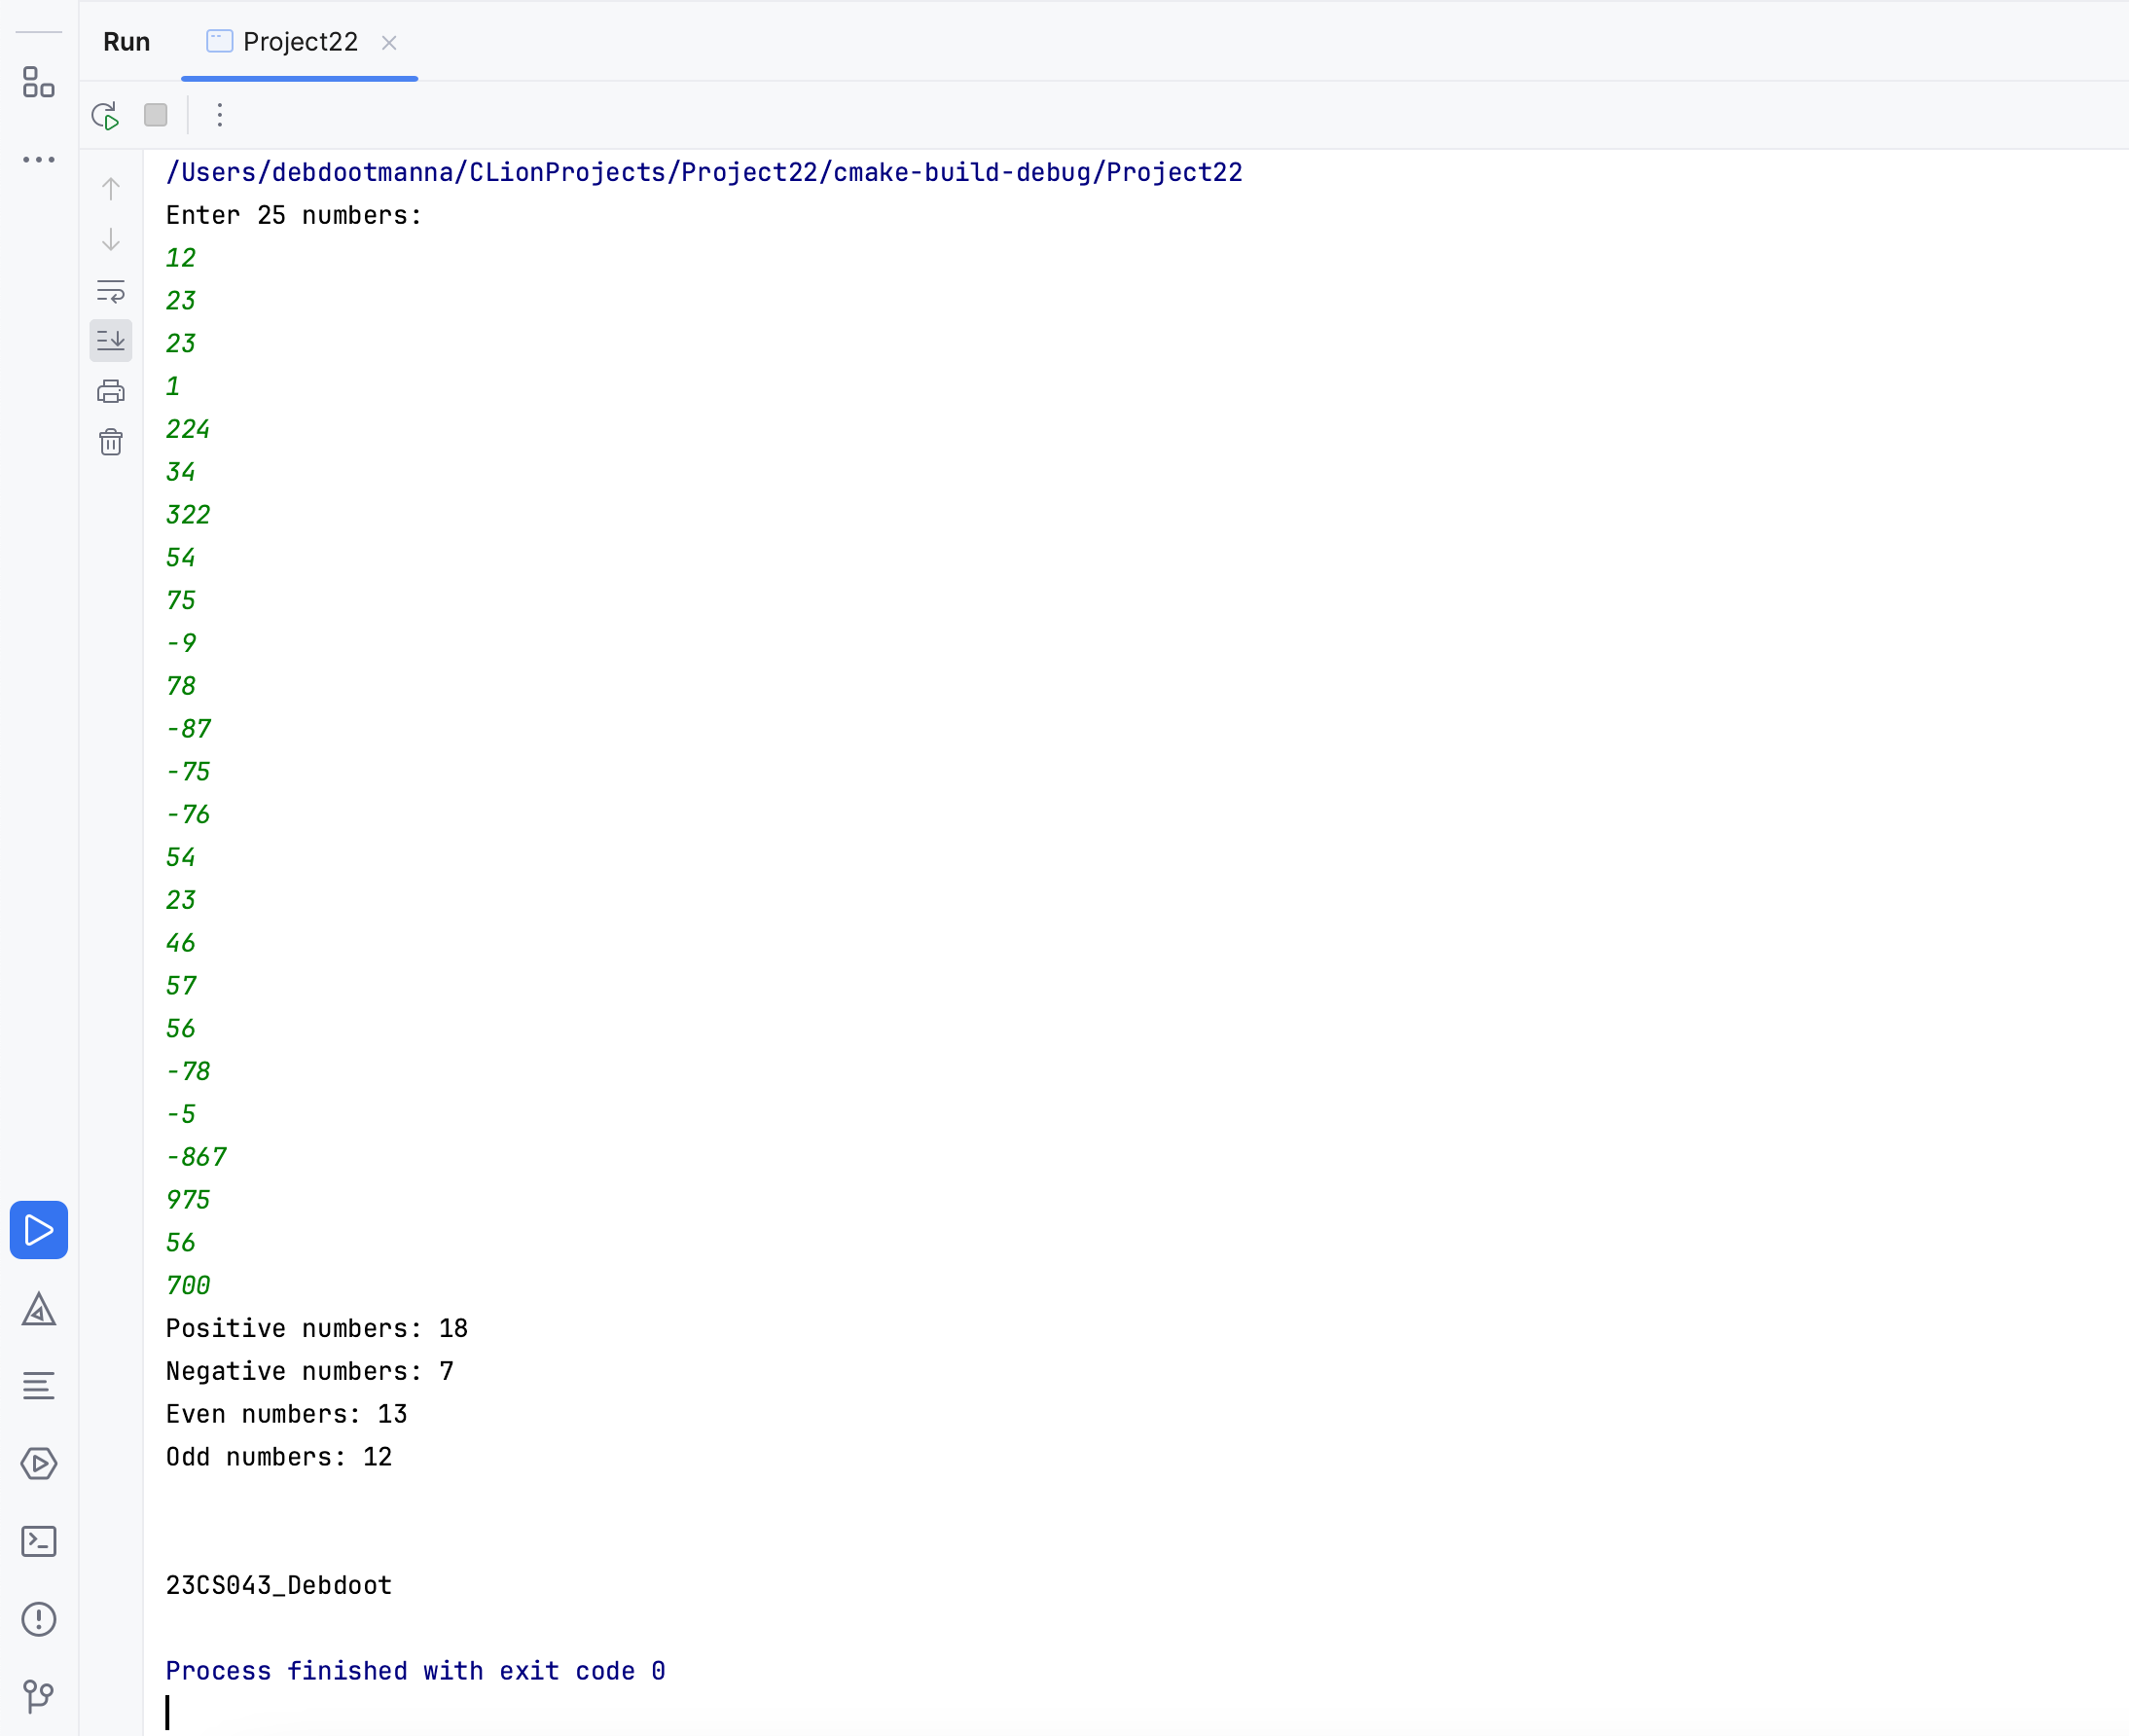 Run Project22
/Users/debdootmanna/CLionProjects/Project22/cmake-build-debug/Project22
Enter 25 numbers:
12
23
23
1
224
34
322
54
75
-9
78
-87
-75
-76
54
23
46
57
56
-78
-5
-867
975
56
700
Positive numbers: 18
Negative numbers: 7
Even numbers: 13
Odd numbers: 12
23CS043_Debdoot
Process finished with exit code 0